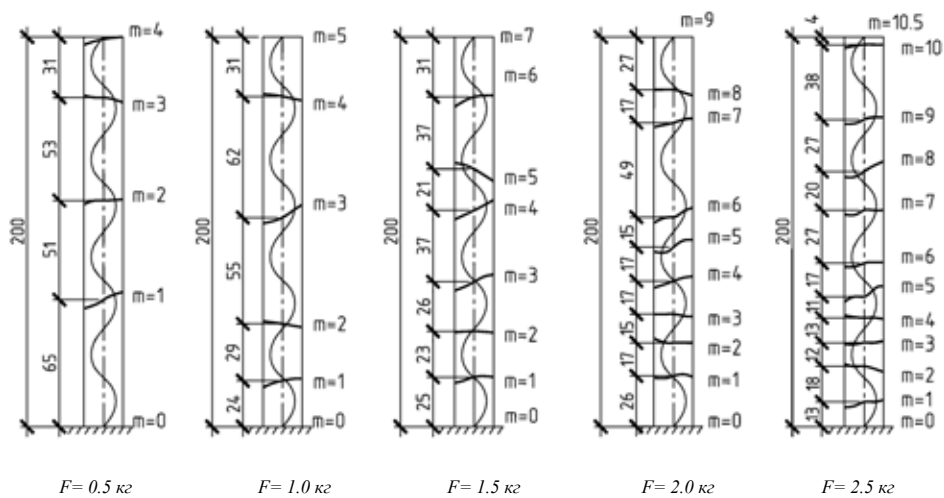 m=4
31
m=3
53
m=2
200
51
m=1
65
m=0
F= 0.5 кг
m=5
31
m=4
62
m=3
200
55
m=2
29
m=1
24
m=0
F= 1.0 кг
m=7
31
m=6
37
m=5
21
m=4
200
37
m=3
26
m=2
23
m=1
25
m=0
F= 1.5 кг
m=9
27
m=8
17
m=7
49
m=6
200
15
m=5
17
m=4
17
m=3
15
m=2
17
m=1
26
m=0
F= 2.0 кг
4
m=10.5
m=10
38
m=9
27
m=8
20
m=7
200
27
m=6
17
m=5
11
m=4
13
m=3
12
m=2
18
m=1
13
m=0
F= 2.5 кг